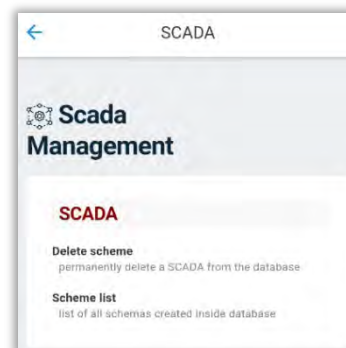 SCADA
Scada
Management
SCADA
Delete scheme
permanently delete a SCADA from the database
Scheme list
list of all schemas created inside database